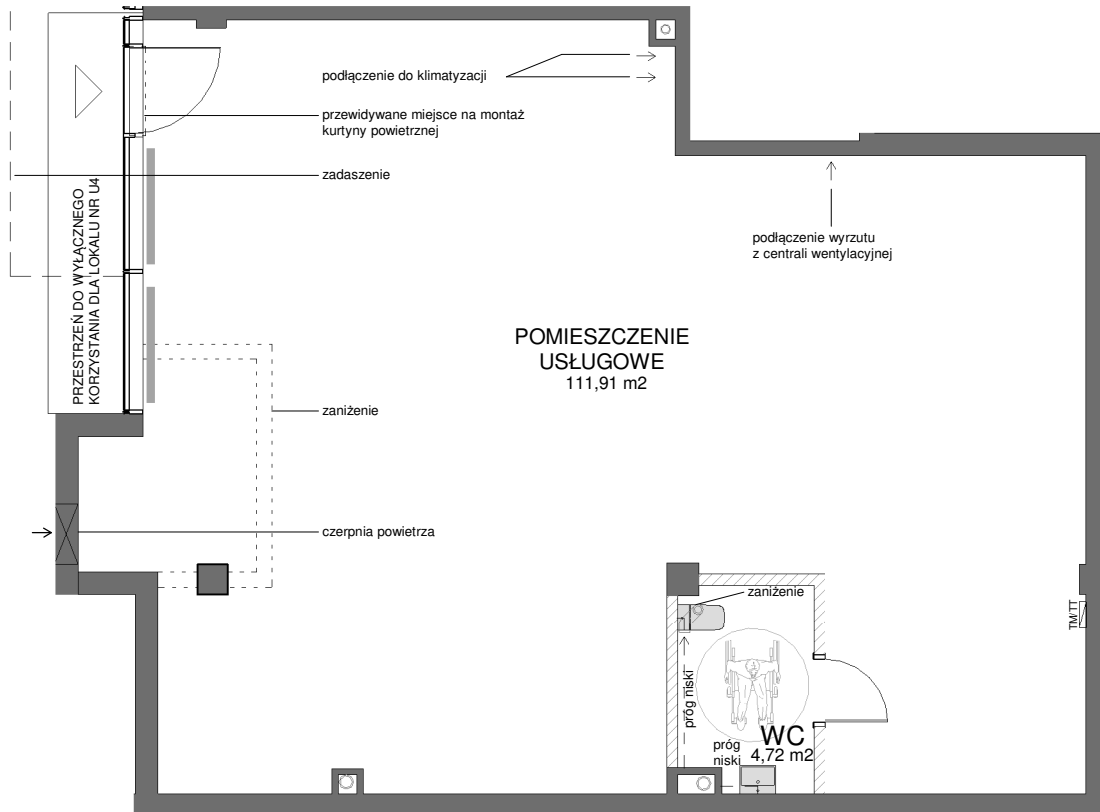 podłączenie do klimatyzacji
przewidywane miejsce na montaż
kurtyny powietrznej
zadaszenie
PRZESTRZEŃ DO WYŁĄCZNEGO
KORZYSTANIA DLA LOKALU NR U4
podłączenie wyrzutu
z centrali wentylacyjnej
POMIESZCZENIE
USŁUGOWE
111,91 m2
zaniżenie
czerpnia powietrza
zaniżenie
TM/TT
próg niski
WC
4,72 m2
próg
niski